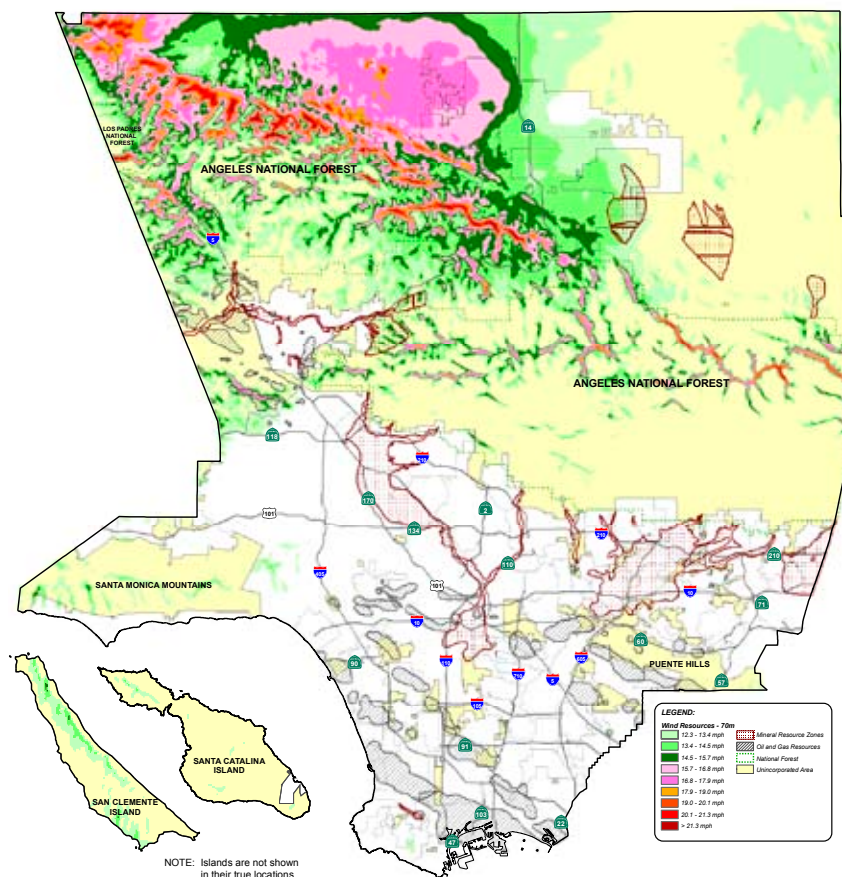 14
LOS PADRES
NATIONAL
FOREST
ANGELES NATIONAL FOREST
5
ANGELES NATIONAL FOREST
118
210
170
2
101
134
210
210
110
405
101
SANTA MONICA MOUNTAINS
10
71
10
60
90
110
605
PUENTE HILLS
710
5
57
105
91
SANTA CATALINA
ISLAND
SAN CLEMENTE
ISLAND
103
22
47
NOTE: Islands are not shown
in their true locations
LEGEND:
Wind Resources - 70m
12.3 - 13.4 mph
13.4 - 14.5 mph
14.5 - 15.7 mph
15.7 - 16.8 mph
16.8 - 17.9 mph
17.9 - 19.0 mph
19.0 - 20.1 mph
20.1 - 21.3 mph
> 21.3 mph
Mineral Resource Zones
Oil and Gas Resources
National Forest
Unincorporated Area